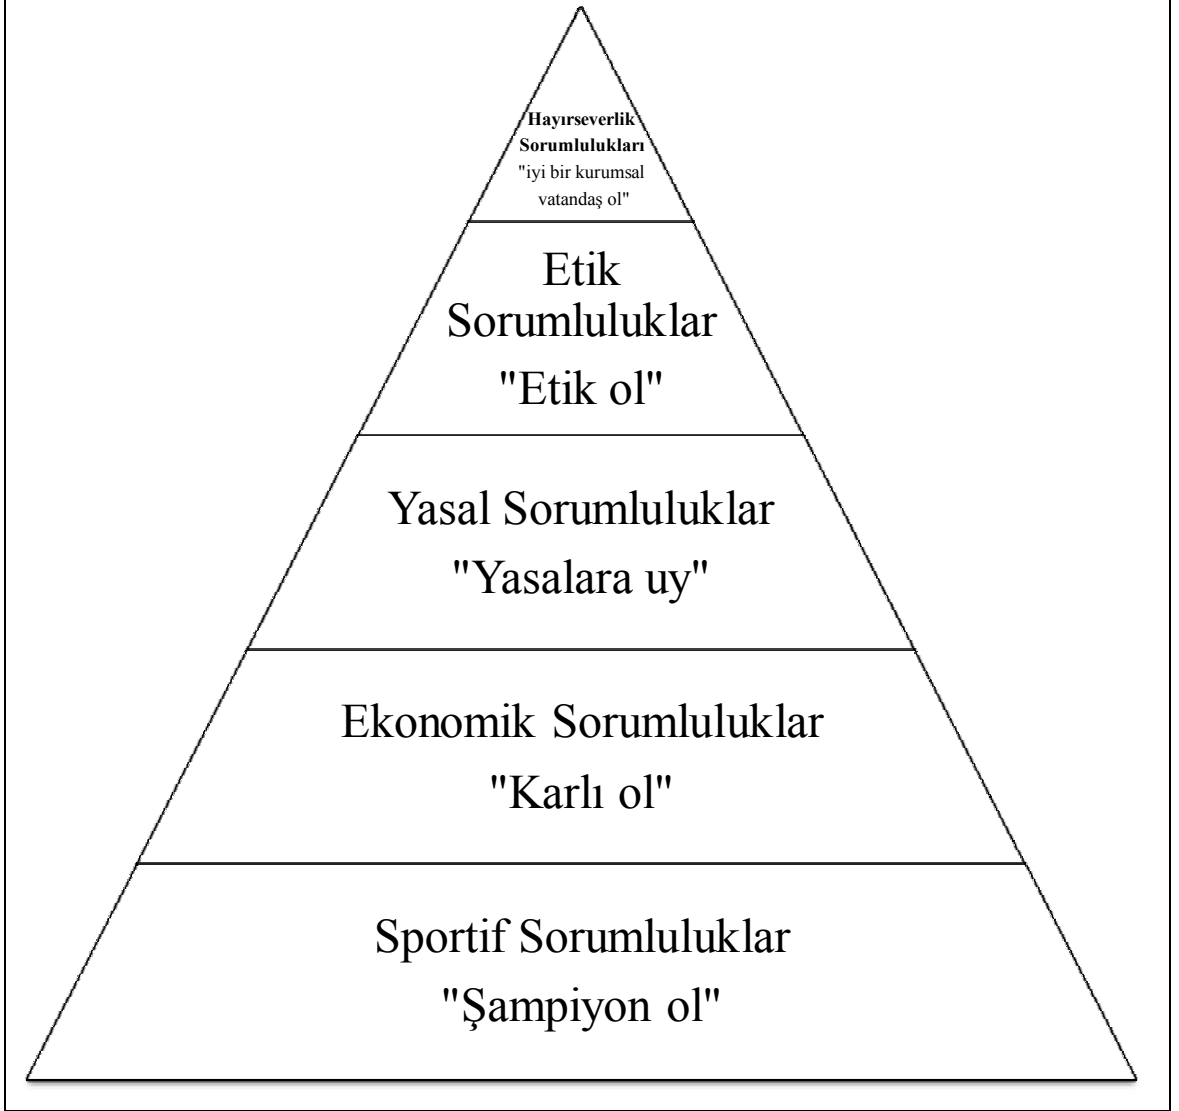 Hayırseverlik
Sorumlulukları
"iyi bir kurumsal
vatandaş ol"
Etik
Sorumluluklar
"Etik ol"
Yasal Sorumluluklar
"Yasalara uy"
Ekonomik Sorumluluklar
"Karlı ol"
Sportif Sorumluluklar
"Şampiyon ol"